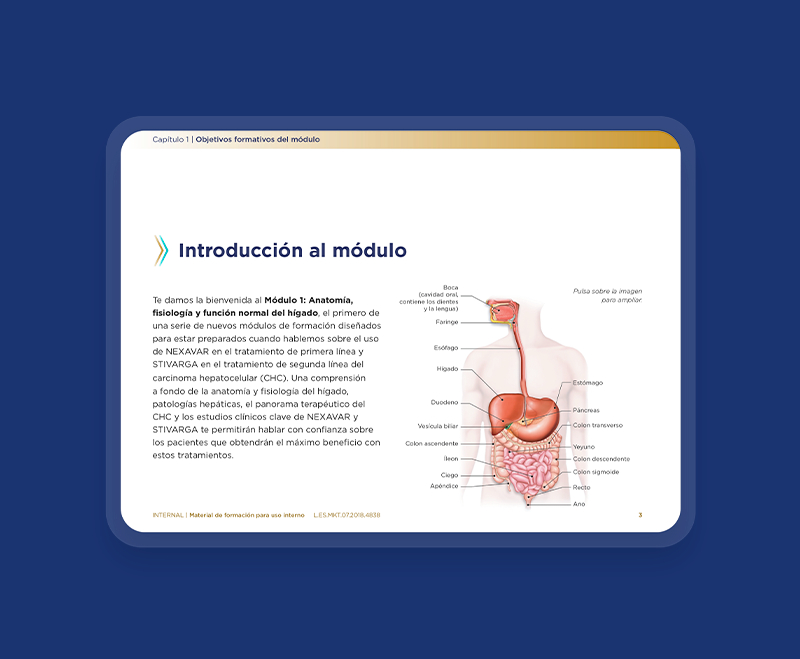 Capítulo 1 | Objetivos formativos del módulo
Introducción al módulo
Te damos la bienvenida al Módulo 1: Anatomía,
fisiología y función normal del hígado, el primero de
una serie de nuevos módulos de formación diseñados
para estar preparados cuando hablemos sobre el uso
de NEXAVAR en el tratamiento de primera línea y
STIVARGA en el tratamiento de segunda línea del
carcinoma hepatocelular (CHC). Una comprensión
a fondo de la anatomía y fisiología del hígado,
patologías hepáticas, el panorama terapéutico del
CHC y los estudios clínicos clave de NEXAVAR y
STIVARGA te permitirán hablar con confianza sobre
los pacientes que obtendrán el máximo beneficio con
estos tratamientos.
Pulsa sobre la imagen
para ampliar
Boca
(cavidad oral,
contiene los dientes
y la lengua)
Faringe
Esófago
Hígado
Duodeno
Vesícula biliar
Colon ascendente
Íleon
Ciego
Apéndice
Estómago
Páncreas
Colon transverso
Yeyuno
Colon descendente
Colon sigmoide
Recto
Ano
INTERNAL | Material de formación para uso interno L.ES.MKT.07.2018.4838
3